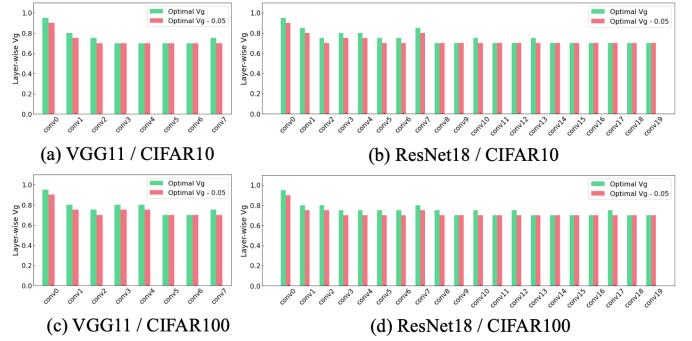 Optimal Vg
Optimal Vg - 0.05
Layer-wise Vg
1.0
0.8
0.6
0.4
0.2
0.0
conv0 conv1 conv2 conv3 conv4 conv5 conv6 conv7
(a) VGG11 / CIFAR10
Optimal Vg
Optimal Vg - 0.05
Layer-wise Vg
1.0
0.8
0.6
0.4
0.2
0.0
conv0 conv1 conv2 conv3 conv4 conv5 conv6 conv7 conv8 conv9 conv10 conv11 conv12 conv13 conv14 conv15 conv16 conv17 conv18 conv19
(b) ResNet18 / CIFAR10
Optimal Vg
Optimal Vg - 0.05
Layer-wise Vg
1.0
0.8
0.6
0.4
0.2
0.0
conv0 conv1 conv2 conv3 conv4 conv5 conv6 conv7
(c) VGG11 / CIFAR100
Optimal Vg
Optimal Vg - 0.05
Layer-wise Vg
1.0
0.8
0.6
0.4
0.2
0.0
conv0 conv1 conv2 conv3 conv4 conv5 conv6 conv7 conv8 conv9 conv10 conv11 conv12 conv13 conv14 conv15 conv16 conv17 conv18 conv19
(d) ResNet18 / CIFAR100